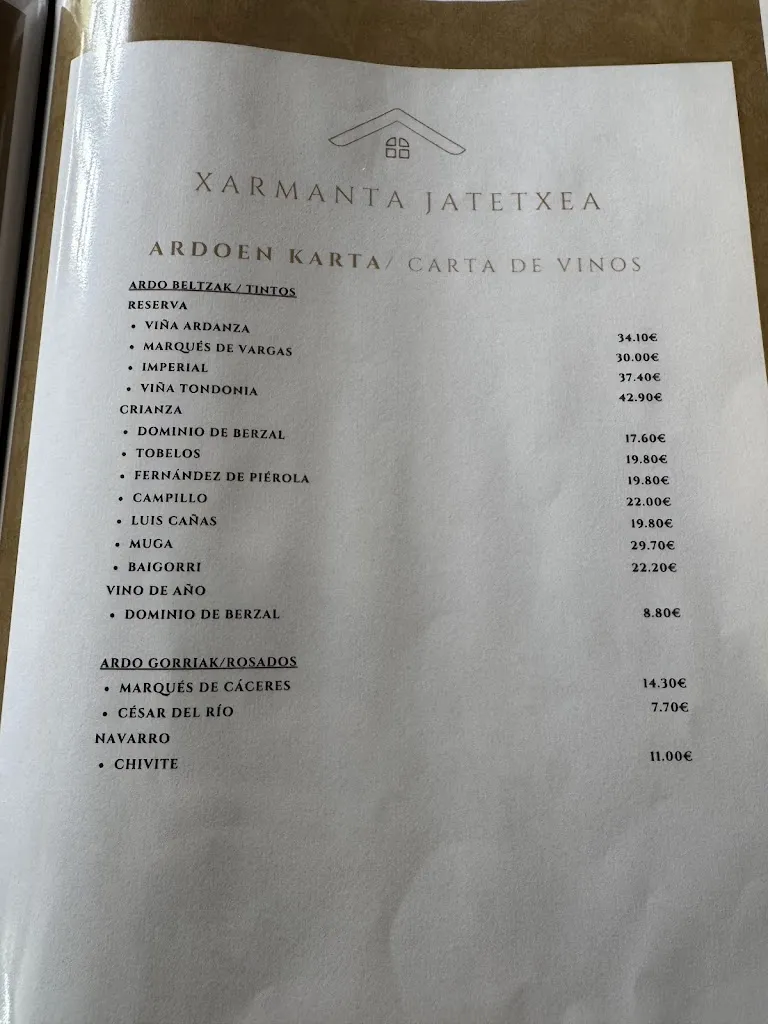 XARMANTA JATETXEA
ARDOEN KARTA/ CARTA DE VINOS
ARDO BELTZAK / TINTOS
RESERVA
• VIÑA ARDANZA 34.10€
• MARQUÉS DE VARGAS 30.00€
• IMPERIAL 37.40€
• VIÑA TONDONIA 42.90€
CRIANZA
• DOMINIO DE BERZAL 17.60€
• TOBELOS 19.80€
• FERNÁNDEZ DE PIÉROLA 19.80€
• CAMPILLO 22.00€
• LUIS CAÑAS 19.80€
• MUGA 29.70€
• BAIGORRI 22.20€
VINO DE AÑO
• DOMINIO DE BERZAL 8.80€
ARDO GORRIAK/ROSADOS
• MARQUÉS DE CÁCERES 14.30€
• CÉSAR DEL RÍO 7.70€
NAVARRO
• CHIVITE 11.00€